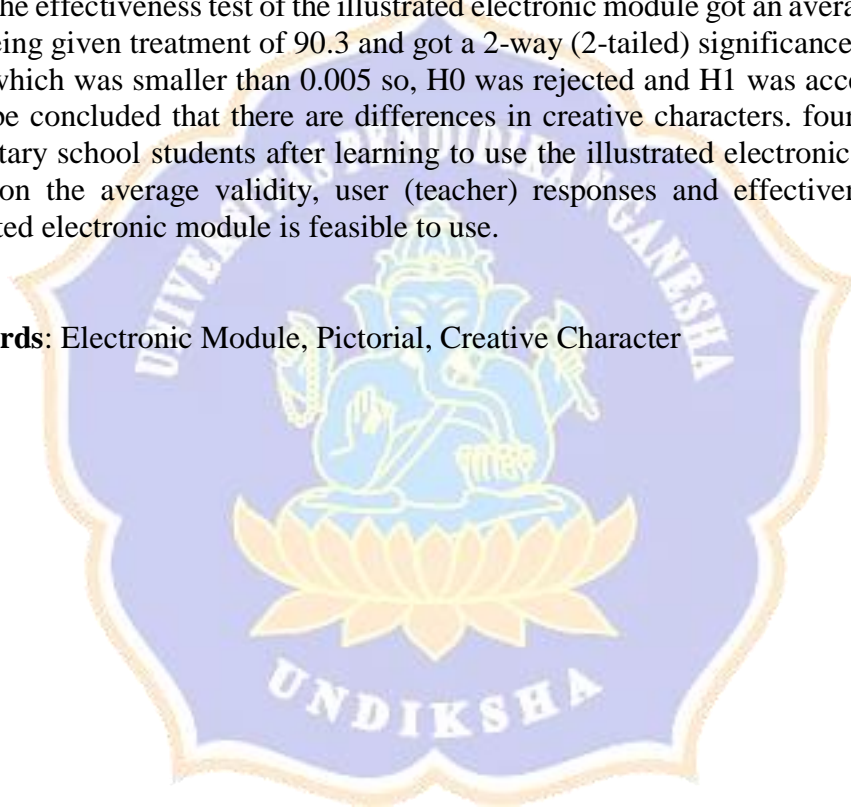 he effectiveness test of the illustrated electronic module got an avera
eing given treatment of 90.3 and got a 2-way (2-tailed) significance
which was smaller than 0.005 so, H0 was rejected and H1 was acc
be concluded that there are differences in creative characters. four
tary school students after learning to use the illustrated electronic
on the average validity, user (teacher) responses and effectiver
ted electronic module is feasible to use.
rds: Electronic Module, Pictorial, Creative Character
UNIVERSITAS PENDIDIKAN GANESHA
UNDIKSHA